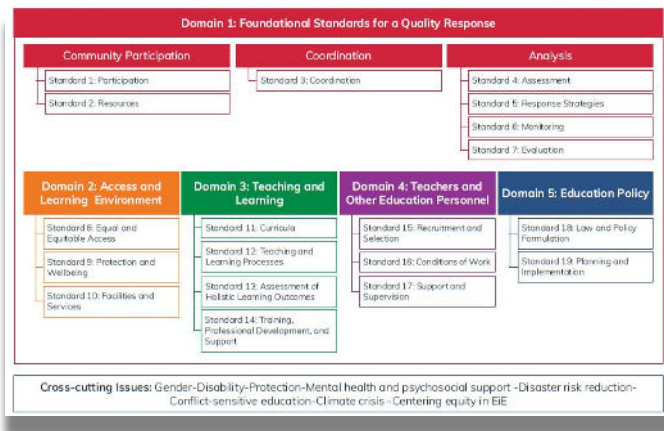 Domain 1: Foundational Standards for a Quality Response
Community Participation
Standard 1: Participation
Standard 2: Resources
Coordination
Standard 3: Coordination
Analysis
Standard 4: Assessment
Standard 5: Response Strategies
Standard 6: Monitoring
Standard 7: Evaluation
Domain 2: Access and
Learning Environment
Standard 8: Equal and
Equitable Access
Standard 9: Protection and
Wellbeing
Standard 10: Facilities and
Services
Domain 3: Teaching and
Learning
Standard 11: Curricula
Standard 12: Teaching and
Learning Processes
Standard 13: Assessment of
Holistic Learning Outcomes
Standard 14: Training,
Professional Development, and
Support
Domain 4: Teachers and
Other Education Personnel
Standard 15: Recruitment and
Selection
Standard 16: Conditions of Work
Standard 17: Support and
Supervision
Domain 5: Education Policy
Standard 18: Law and Policy
Formulation
Standard 19: Planning and
Implementation
Cross-cutting Issues: Gender-Disability-Protection-Mental health and psychosocial support -Disaster risk reduction-
Conflict-sensitive education-Climate crisis -Centering equity in EiE